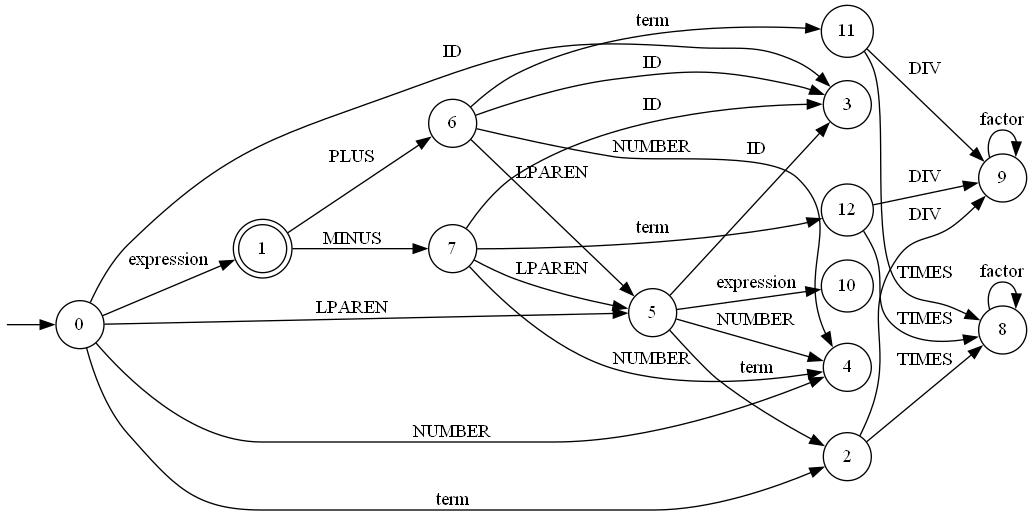 term
11
ID
DIV
ID
ID
3
6
factor
PLUS
NUMBER
ID
LPAREN
9
DIV
12
DIV
term
expression
1
MINUS
7
LPAREN
TIMES
factor
expression
10
LPAREN
0
5
NUMBER
TIMES
8
NUMBER
term
4
TIMES
NUMBER
2
term